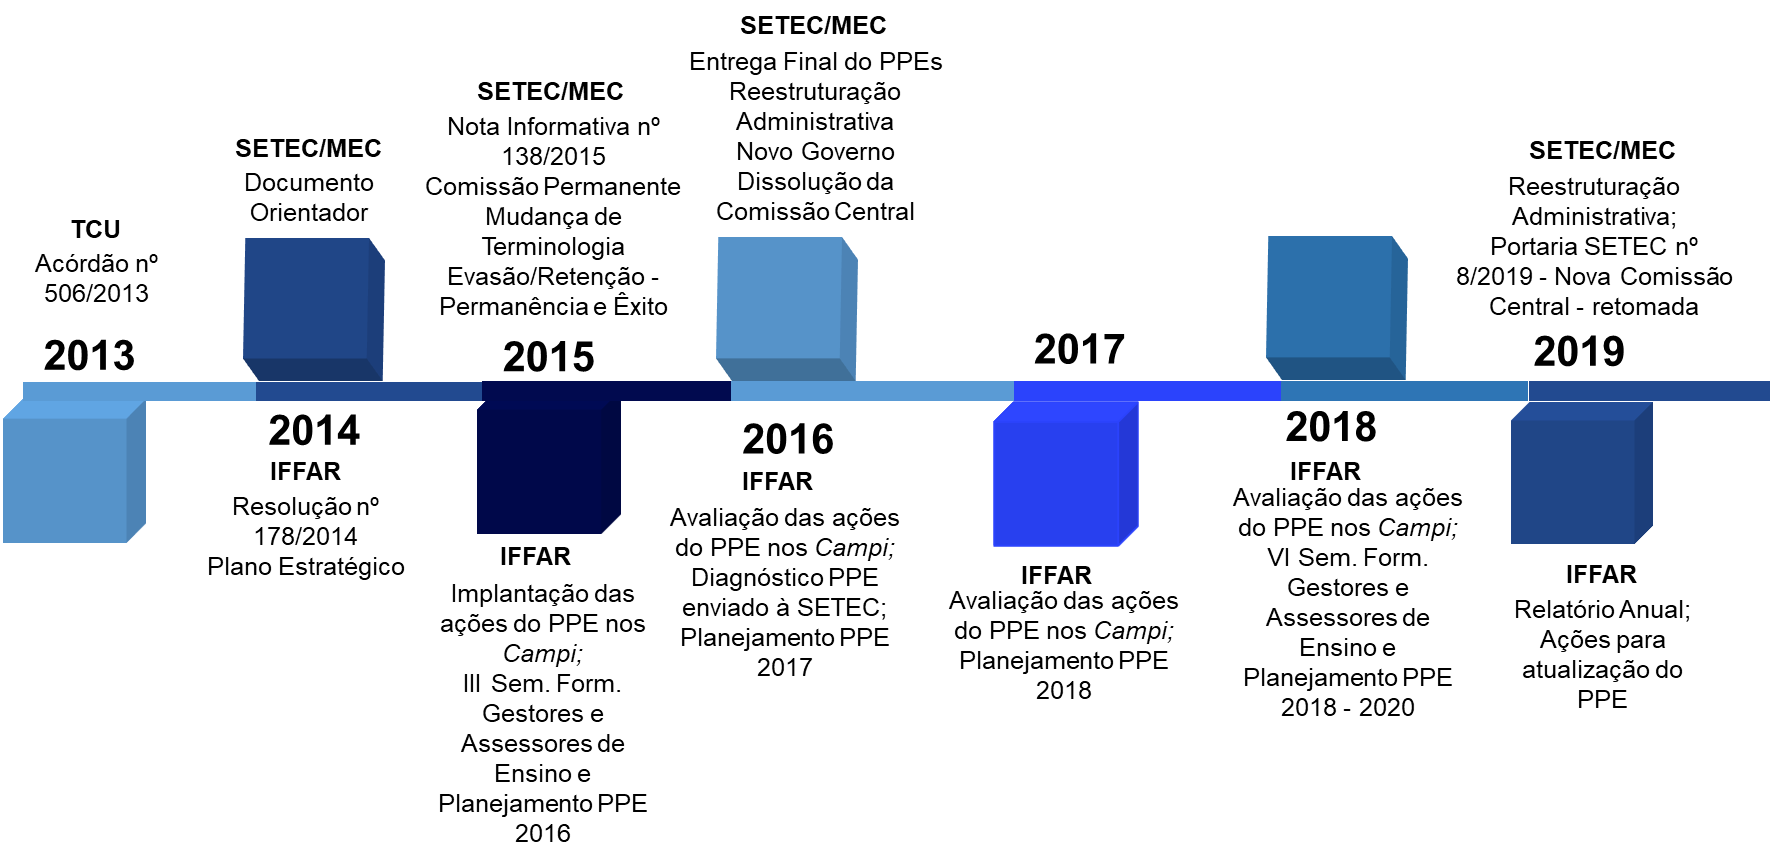 TCU
Acórdão nº
506/2013
2013
SETEC/MEC
Documento
Orientador
2014
IFFAR
Resolução nº
178/2014
Plano Estratégico
SETEC/MEC
Nota Informativa nº
138/2015
Comissão Permanente
Mudança de
Terminologia
Evasão/Retenção -
Permanência e Êxito
2015
IFFAR
Implantação das
ações do PPE nos
Campi;
III Sem. Form.
Gestores e
Assessores de
Ensino e
Planejamento PPE
2016
SETEC/MEC
Entrega Final do PPEs
Reestruturação
Administrativa
Novo Governo
Dissolução da
Comissão Central
2016
IFFAR
Avaliação das ações
do PPE nos Campi;
Diagnóstico PPE
enviado à SETEC;
Planejamento PPE
2017
2017
IFFAR
Avaliação das ações
do PPE nos Campi;
Planejamento PPE
2018
2018
IFFAR
Avaliação das ações
do PPE nos Campi;
VI Sem. Form.
Gestores e
Assessores de
Ensino e
Planejamento PPE
2018 - 2020
SETEC/MEC
Reestruturação
Administrativa;
Portaria SETEC nº
8/2019 - Nova Comissão
Central - retomada
2019
IFFAR
Relatório Anual;
Ações para
atualização do
PPE